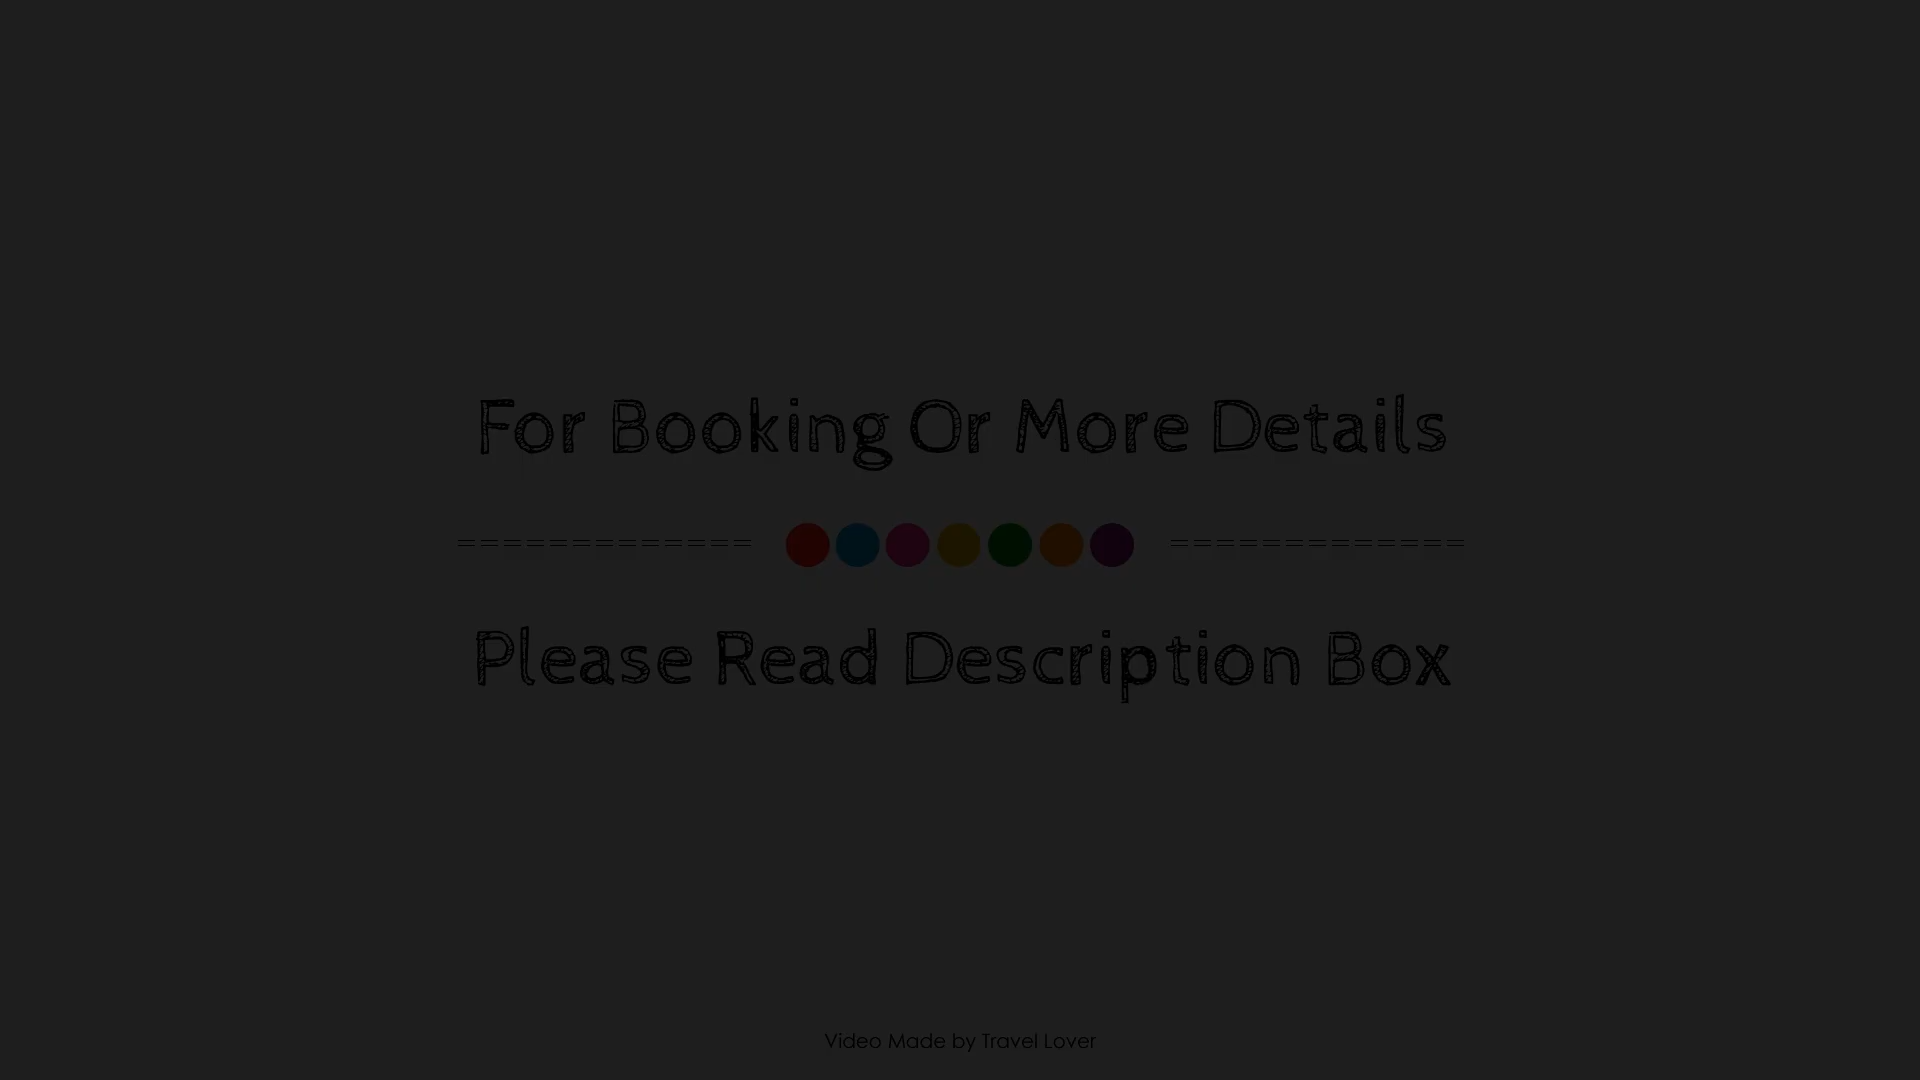 For Booking Or More Details
============= =============
Please Read Description Box
Video Made by Travel Lover